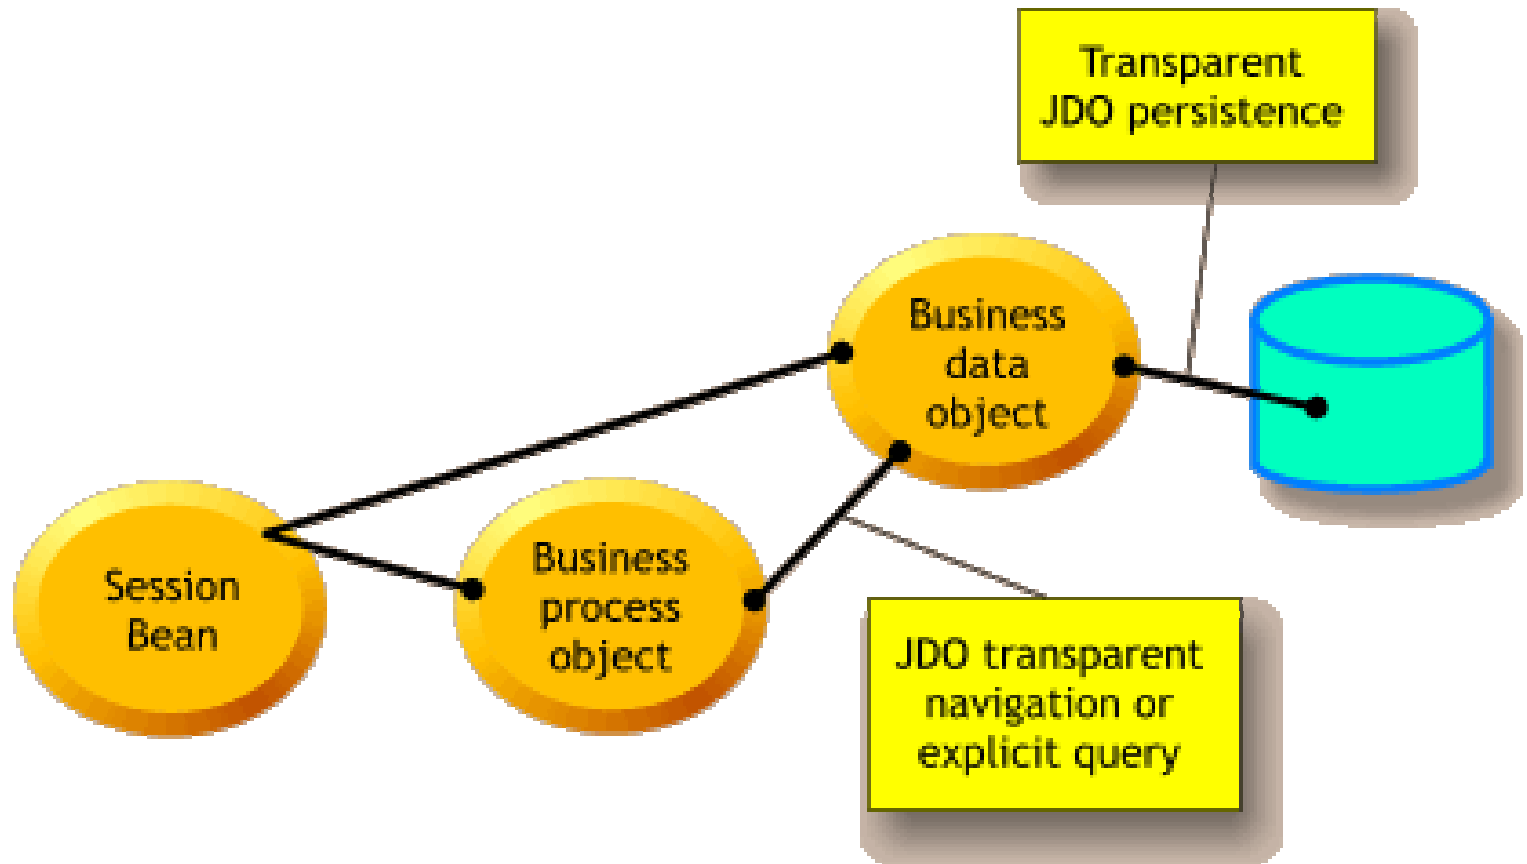 Transparent
JDO persistence
Business
data
object
Session
Bean
Business
process
object
JDO transparent
navigation or
explicit query